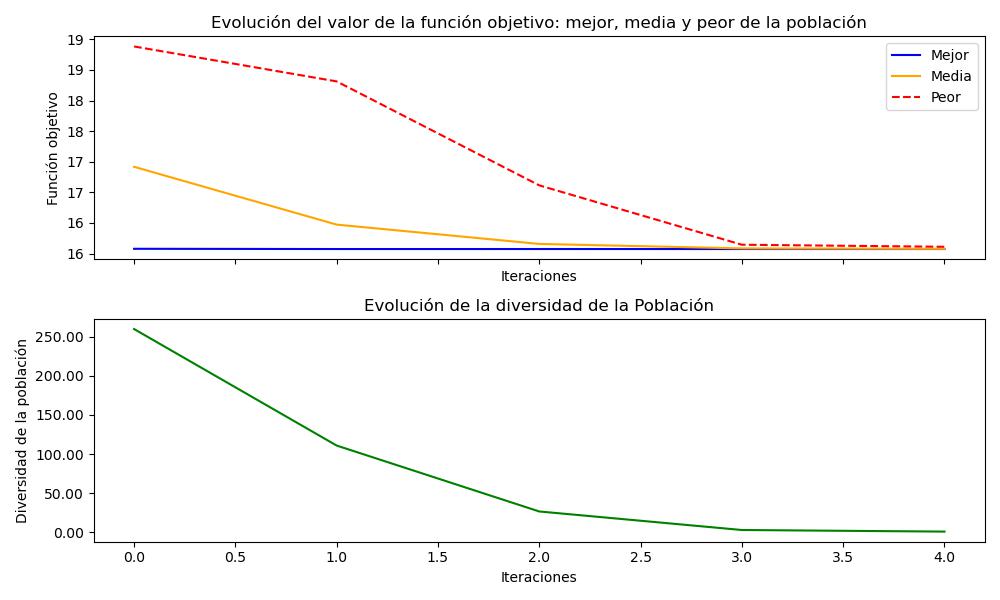 Evolución del valor de la función objetivo: mejor, media y peor de la población
19
19
18
18
17
17
16
16
Función objetivo
Mejor
Media
Peor
Iteraciones
Evolución de la diversidad de la Población
250.00
200.00
150.00
100.00
50.00
0.00
Diversidad de la población
0.0 0.5 1.0 1.5 2.0 2.5 3.0 3.5 4.0
Iteraciones